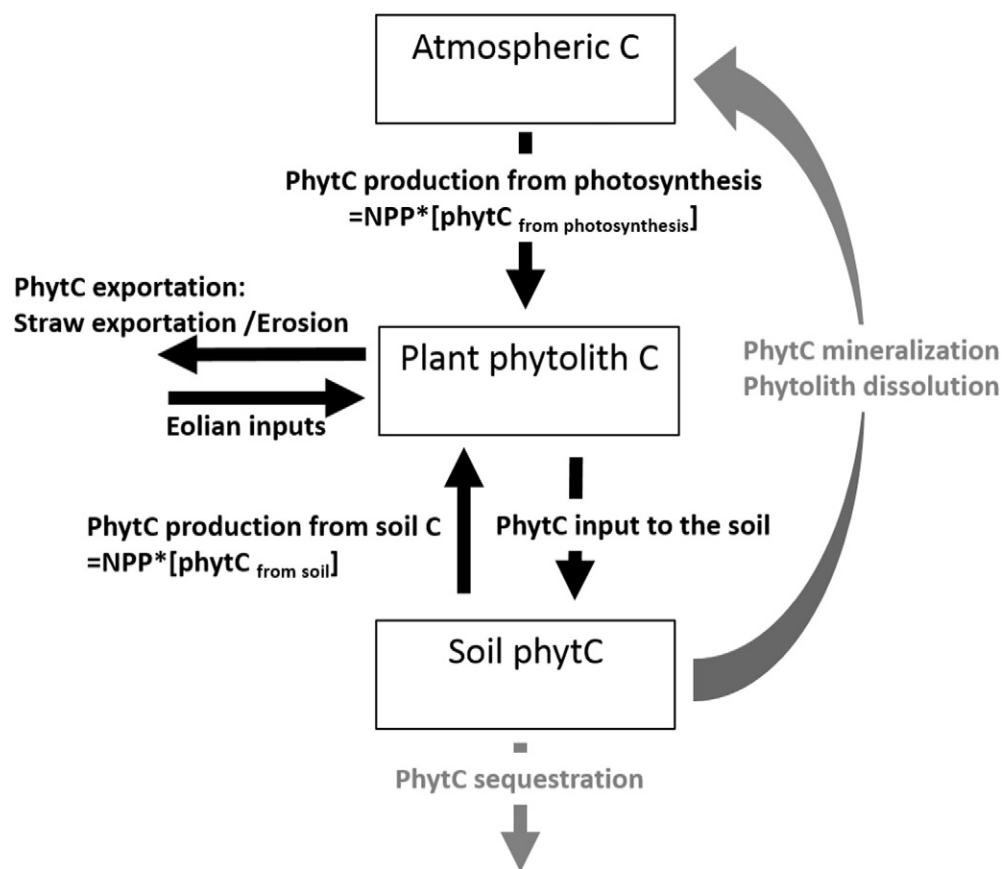 Atmospheric C
PhytC production from photosynthesis
=NPP*[phytC from photosynthesis]
PhytC exportation:
Straw exportation /Erosion
Plant phytolith C
Eolian inputs
PhytC mineralization
Phytolith dissolution
PhytC production from soil C
=NPP*[phytC from soil]
PhytC input to the soil
Soil phytC
PhytC sequestration